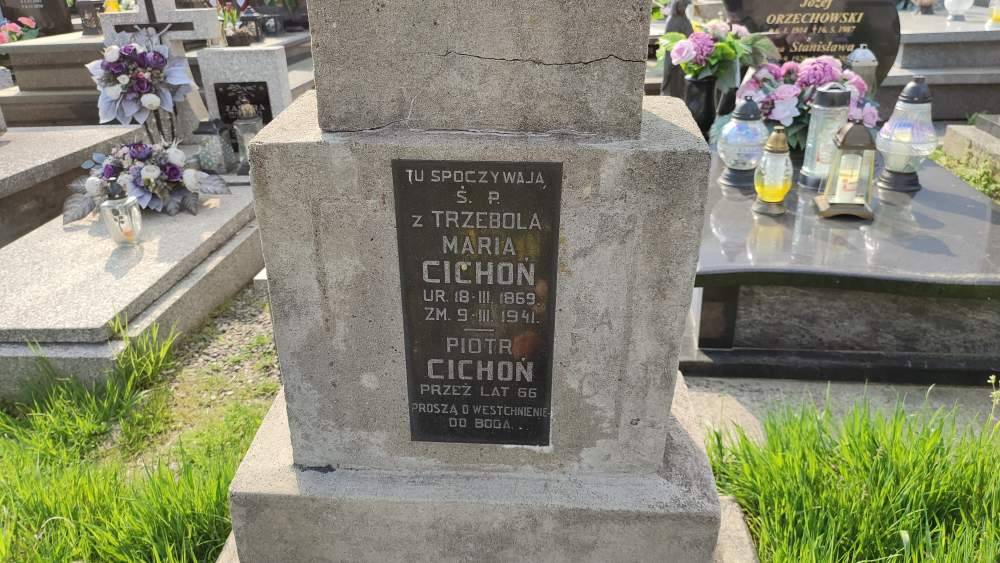 TU SPOCZYWAJĄ
Ś. P.
z TRZEBOLA
MARIA
CICHOŃ
UR. 18-III. 1869.
ZM. 9-III. 1941.
PIOTR
CICHOŃ
PRZEŻ LAT 66
PROSZĄ O WESTCHNIENIE
DO BOGA.
Józef
ORZECHOWSKI
Stanisława